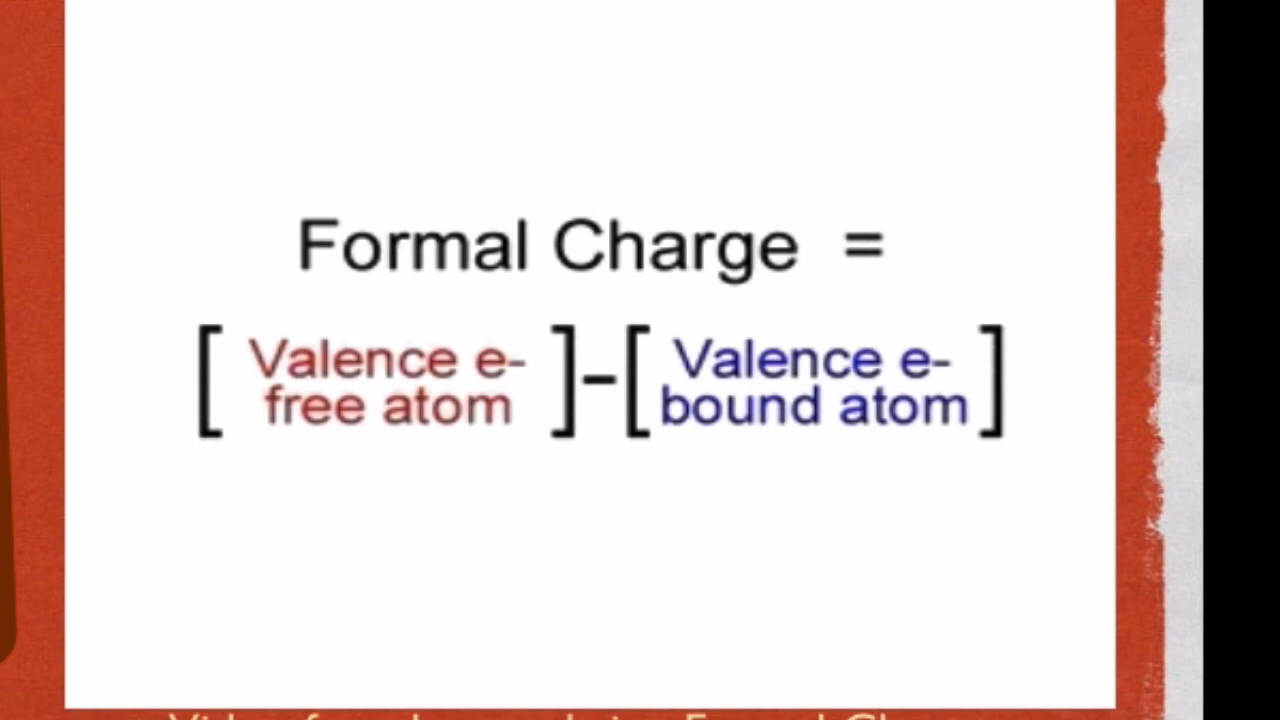 Formal Charge =
[ Valence e- free atom ] - [ Valence e- bound atom ]